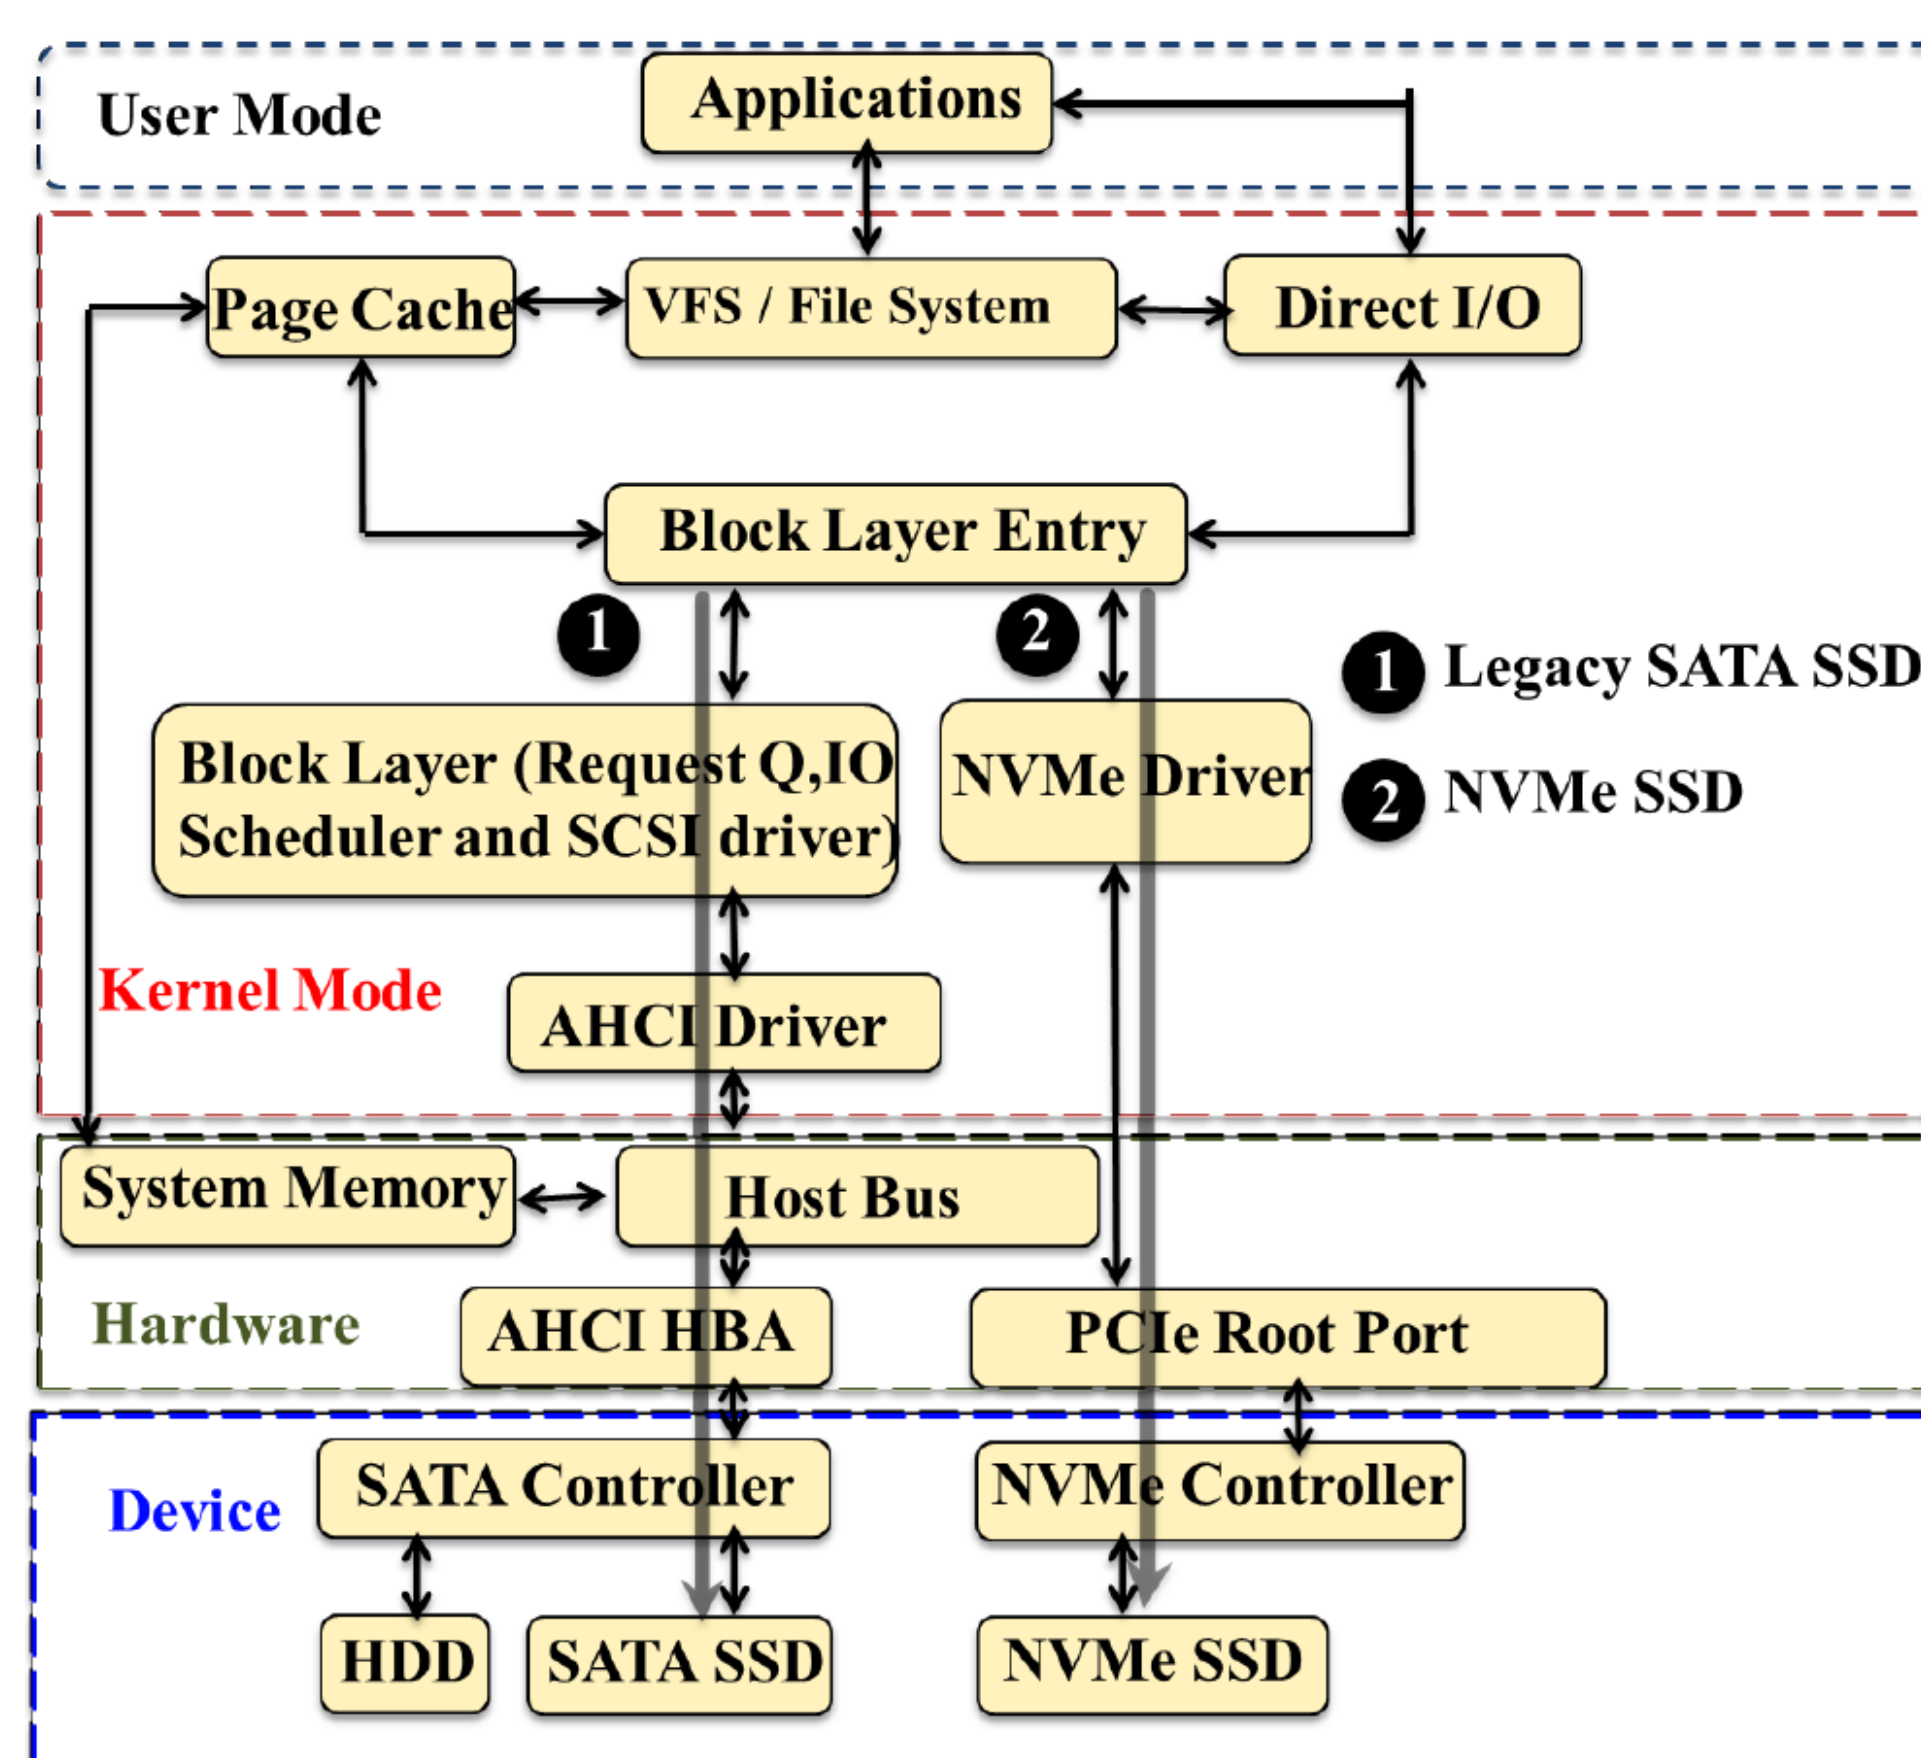 Applications
User Mode
Page Cache
VFS / File System
Direct I/O
Block Layer Entry
1
2
1 Legacy SATA SSD
Block Layer (Request Q,IO
Scheduler and SCSI driver)
NVMe Driver
2 NVMe SSD
Kernel Mode
AHCI Driver
System Memory
Host Bus
Hardware
AHCI HBA
PCIe Root Port
SATA Controller
NVMe Controller
Device
HDD
SATA SSD
NVMe SSD